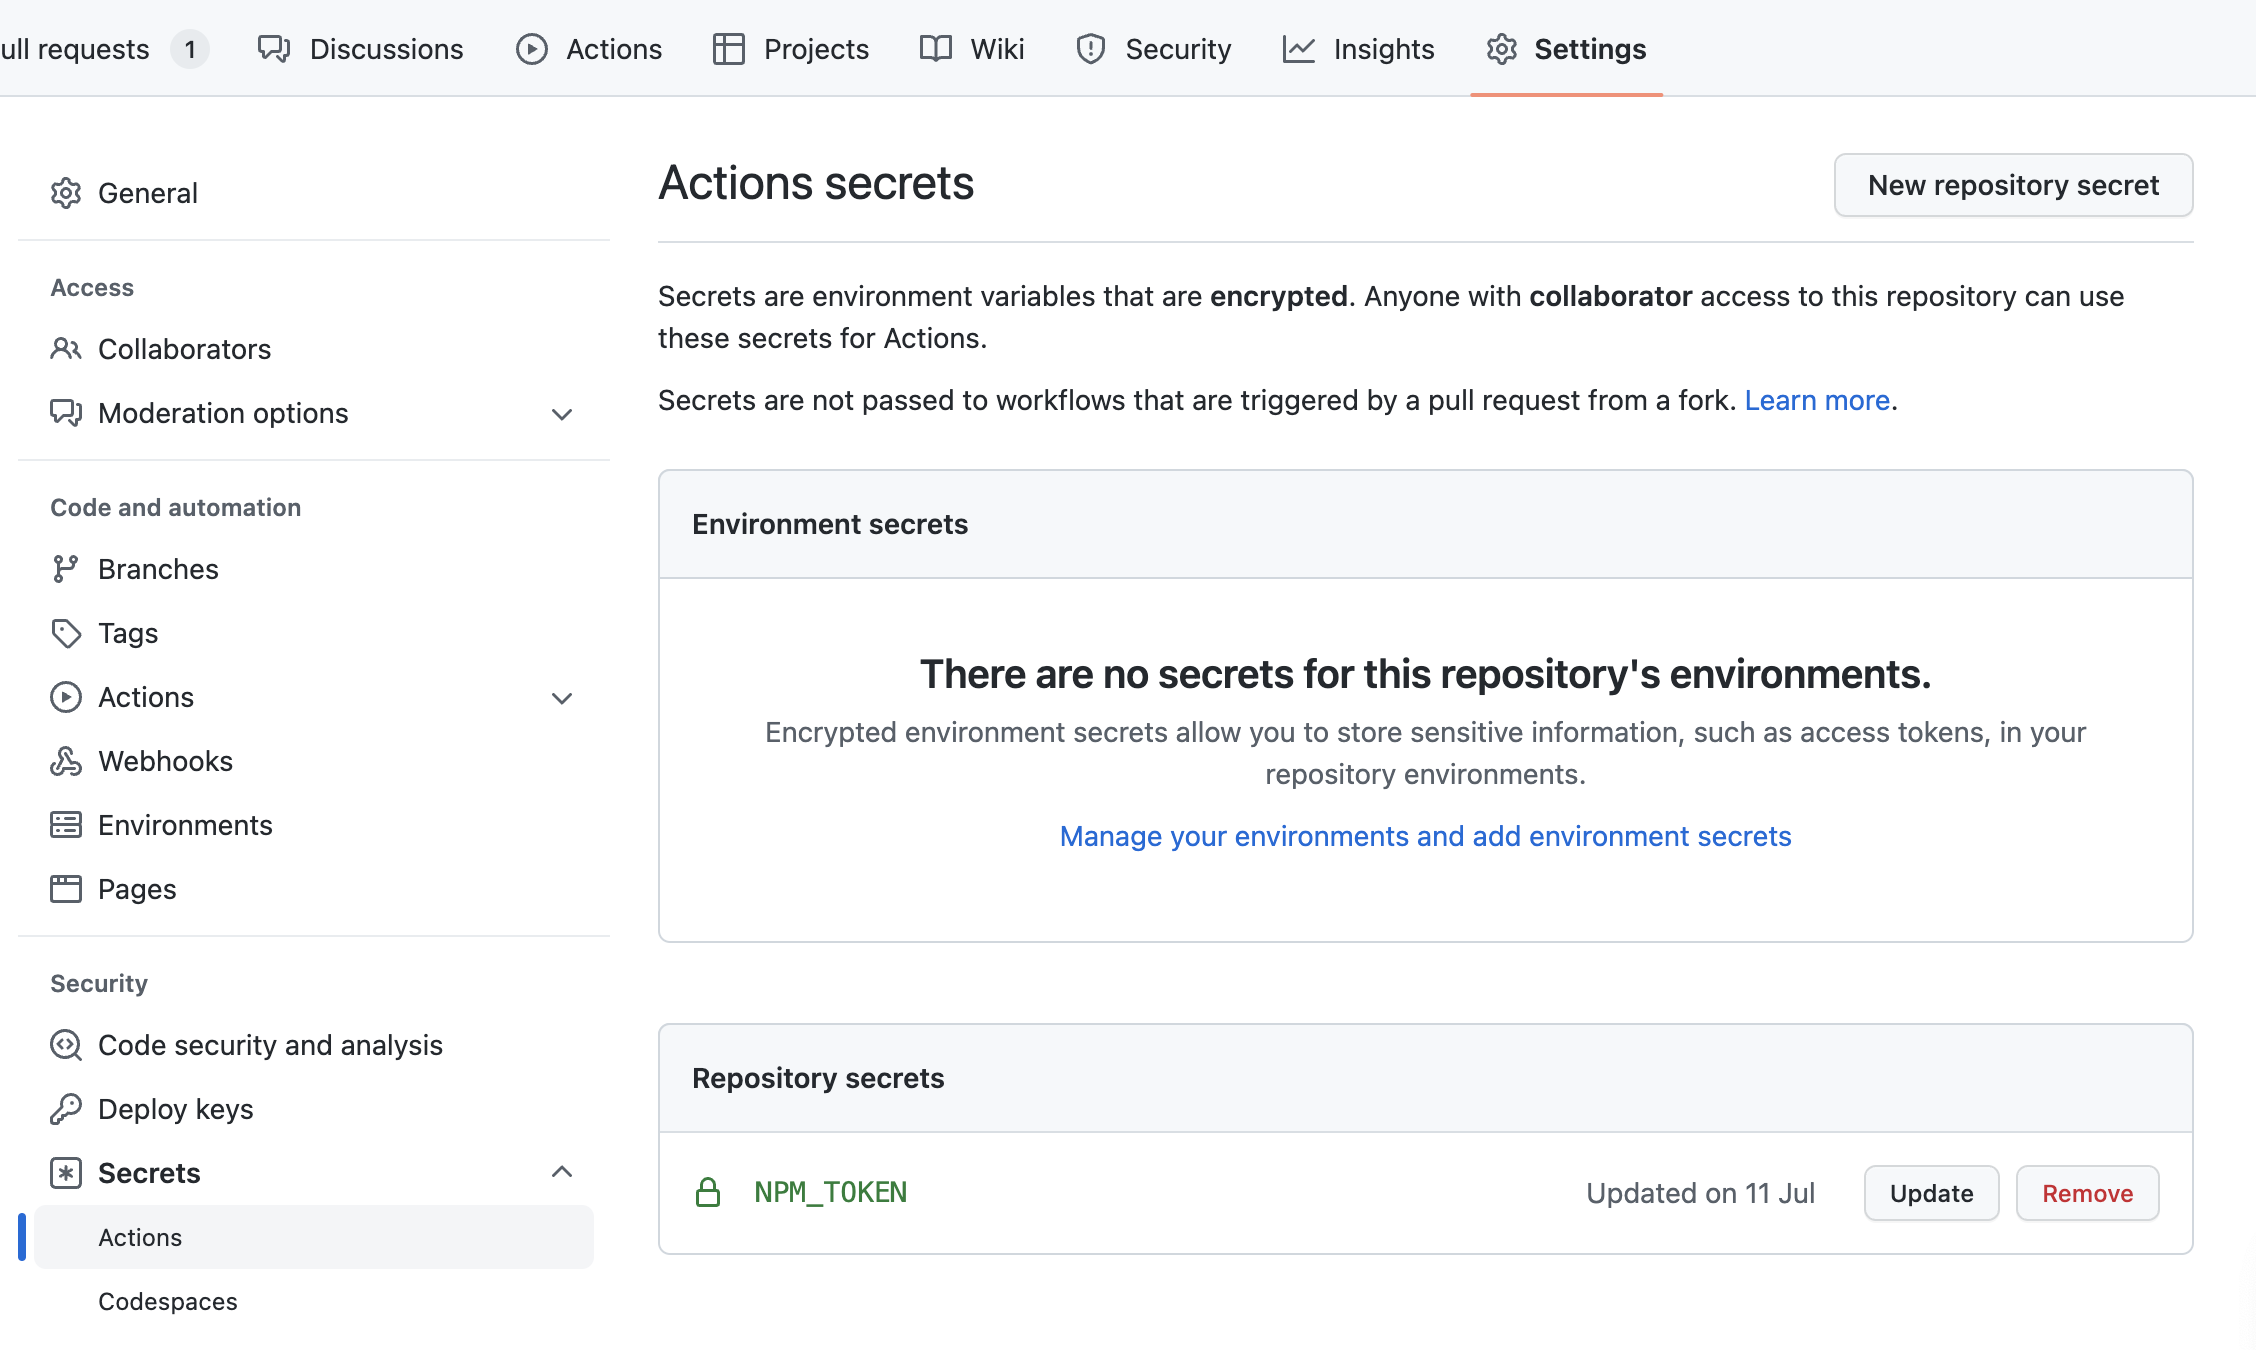 ull requests 1 Discussions Actions Projects Wiki Security Insights Settings
General
Access
Collaborators
Moderation options
Code and automation
Branches
Tags
Actions
Webhooks
Environments
Pages
Security
Code security and analysis
Deploy keys
Secrets
Actions
Codespaces
Actions secrets
New repository secret
Secrets are environment variables that are encrypted. Anyone with collaborator access to this repository can use
these secrets for Actions.
Secrets are not passed to workflows that are triggered by a pull request from a fork. Learn more.
Environment secrets
There are no secrets for this repository's environments.
Encrypted environment secrets allow you to store sensitive information, such as access tokens, in your
repository environments.
Manage your environments and add environment secrets
Repository secrets
NPM_TOKEN Updated on 11 Jul Update Remove